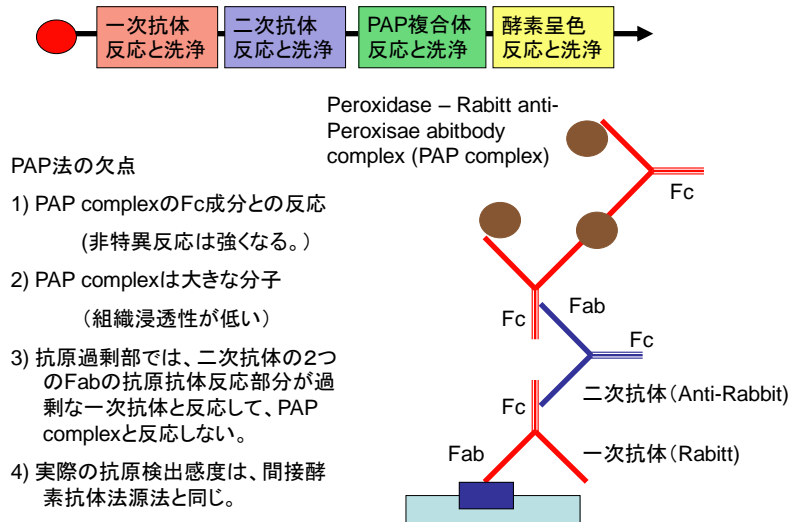 一次抗体
反応と洗浄
二次抗体
反応と洗浄
PAP複合体
反応と洗浄
酵素呈色
反応と洗浄
Peroxidase – Rabitt anti-
Peroxisae abitbody
complex (PAP complex)
PAP法の欠点
1) PAP complexのFc成分との反応
(非特異反応は強くなる。)
2) PAP complexは大きな分子
(組織浸透性が低い)
3) 抗原過剰部では、二次抗体の2つ
のFabの抗原抗体反応部分が過
剰な一次抗体と反応して、PAP
complexと反応しない。
4) 実際の抗原検出感度は、間接酵
素抗体法源法と同じ。
Fc
Fc
Fab
Fc
Fc
二次抗体(Anti-Rabbit)
Fab
一次抗体(Rabitt)